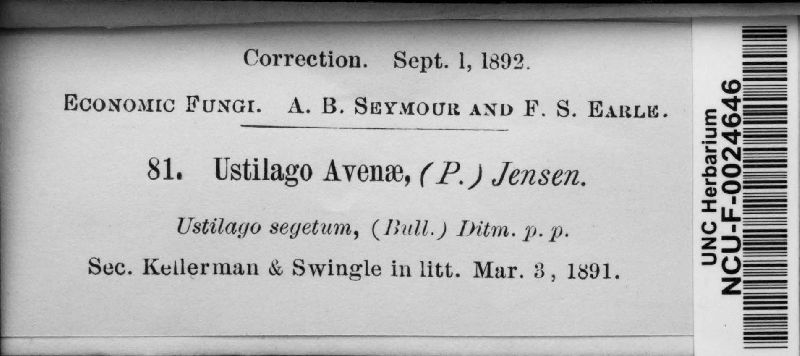 Correction. Sept. 1, 1892.
Economic Fungi. A. B. Seymour and F. S. Earle.
81. Ustilago Avenæ, (P.) Jensen.
Ustilago segetum, (Bull.) Ditm. p. p.
Sec. Kellerman & Swingle in litt. Mar. 3, 1891.
UNC Herbarium
NCU-F-0024646